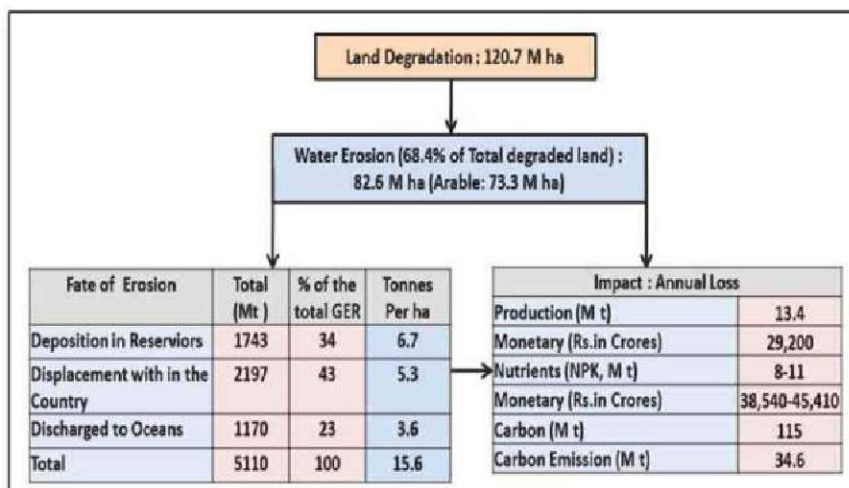 Land Degradation : 120.7 M ha
Water Erosion (68.4% of Total degraded land) :
82.6 M ha (Arable: 73.3 M ha)
Fate of Erosion Total (Mt ) % of the total GER Tonnes Per ha
Deposition in Reserviors 1743 34 6.7
Displacement with in the Country 2197 43 5.3
Discharged to Oceans 1170 23 3.6
Total 5110 100 15.6
Impact : Annual Loss
Production (M t) 13.4
Monetary (Rs.in Crores) 29,200
Nutrients (NPK, M t) 8-11
Monetary (Rs.in Crores) 38,540-45,410
Carbon (M t) 115
Carbon Emission (M t) 34.6